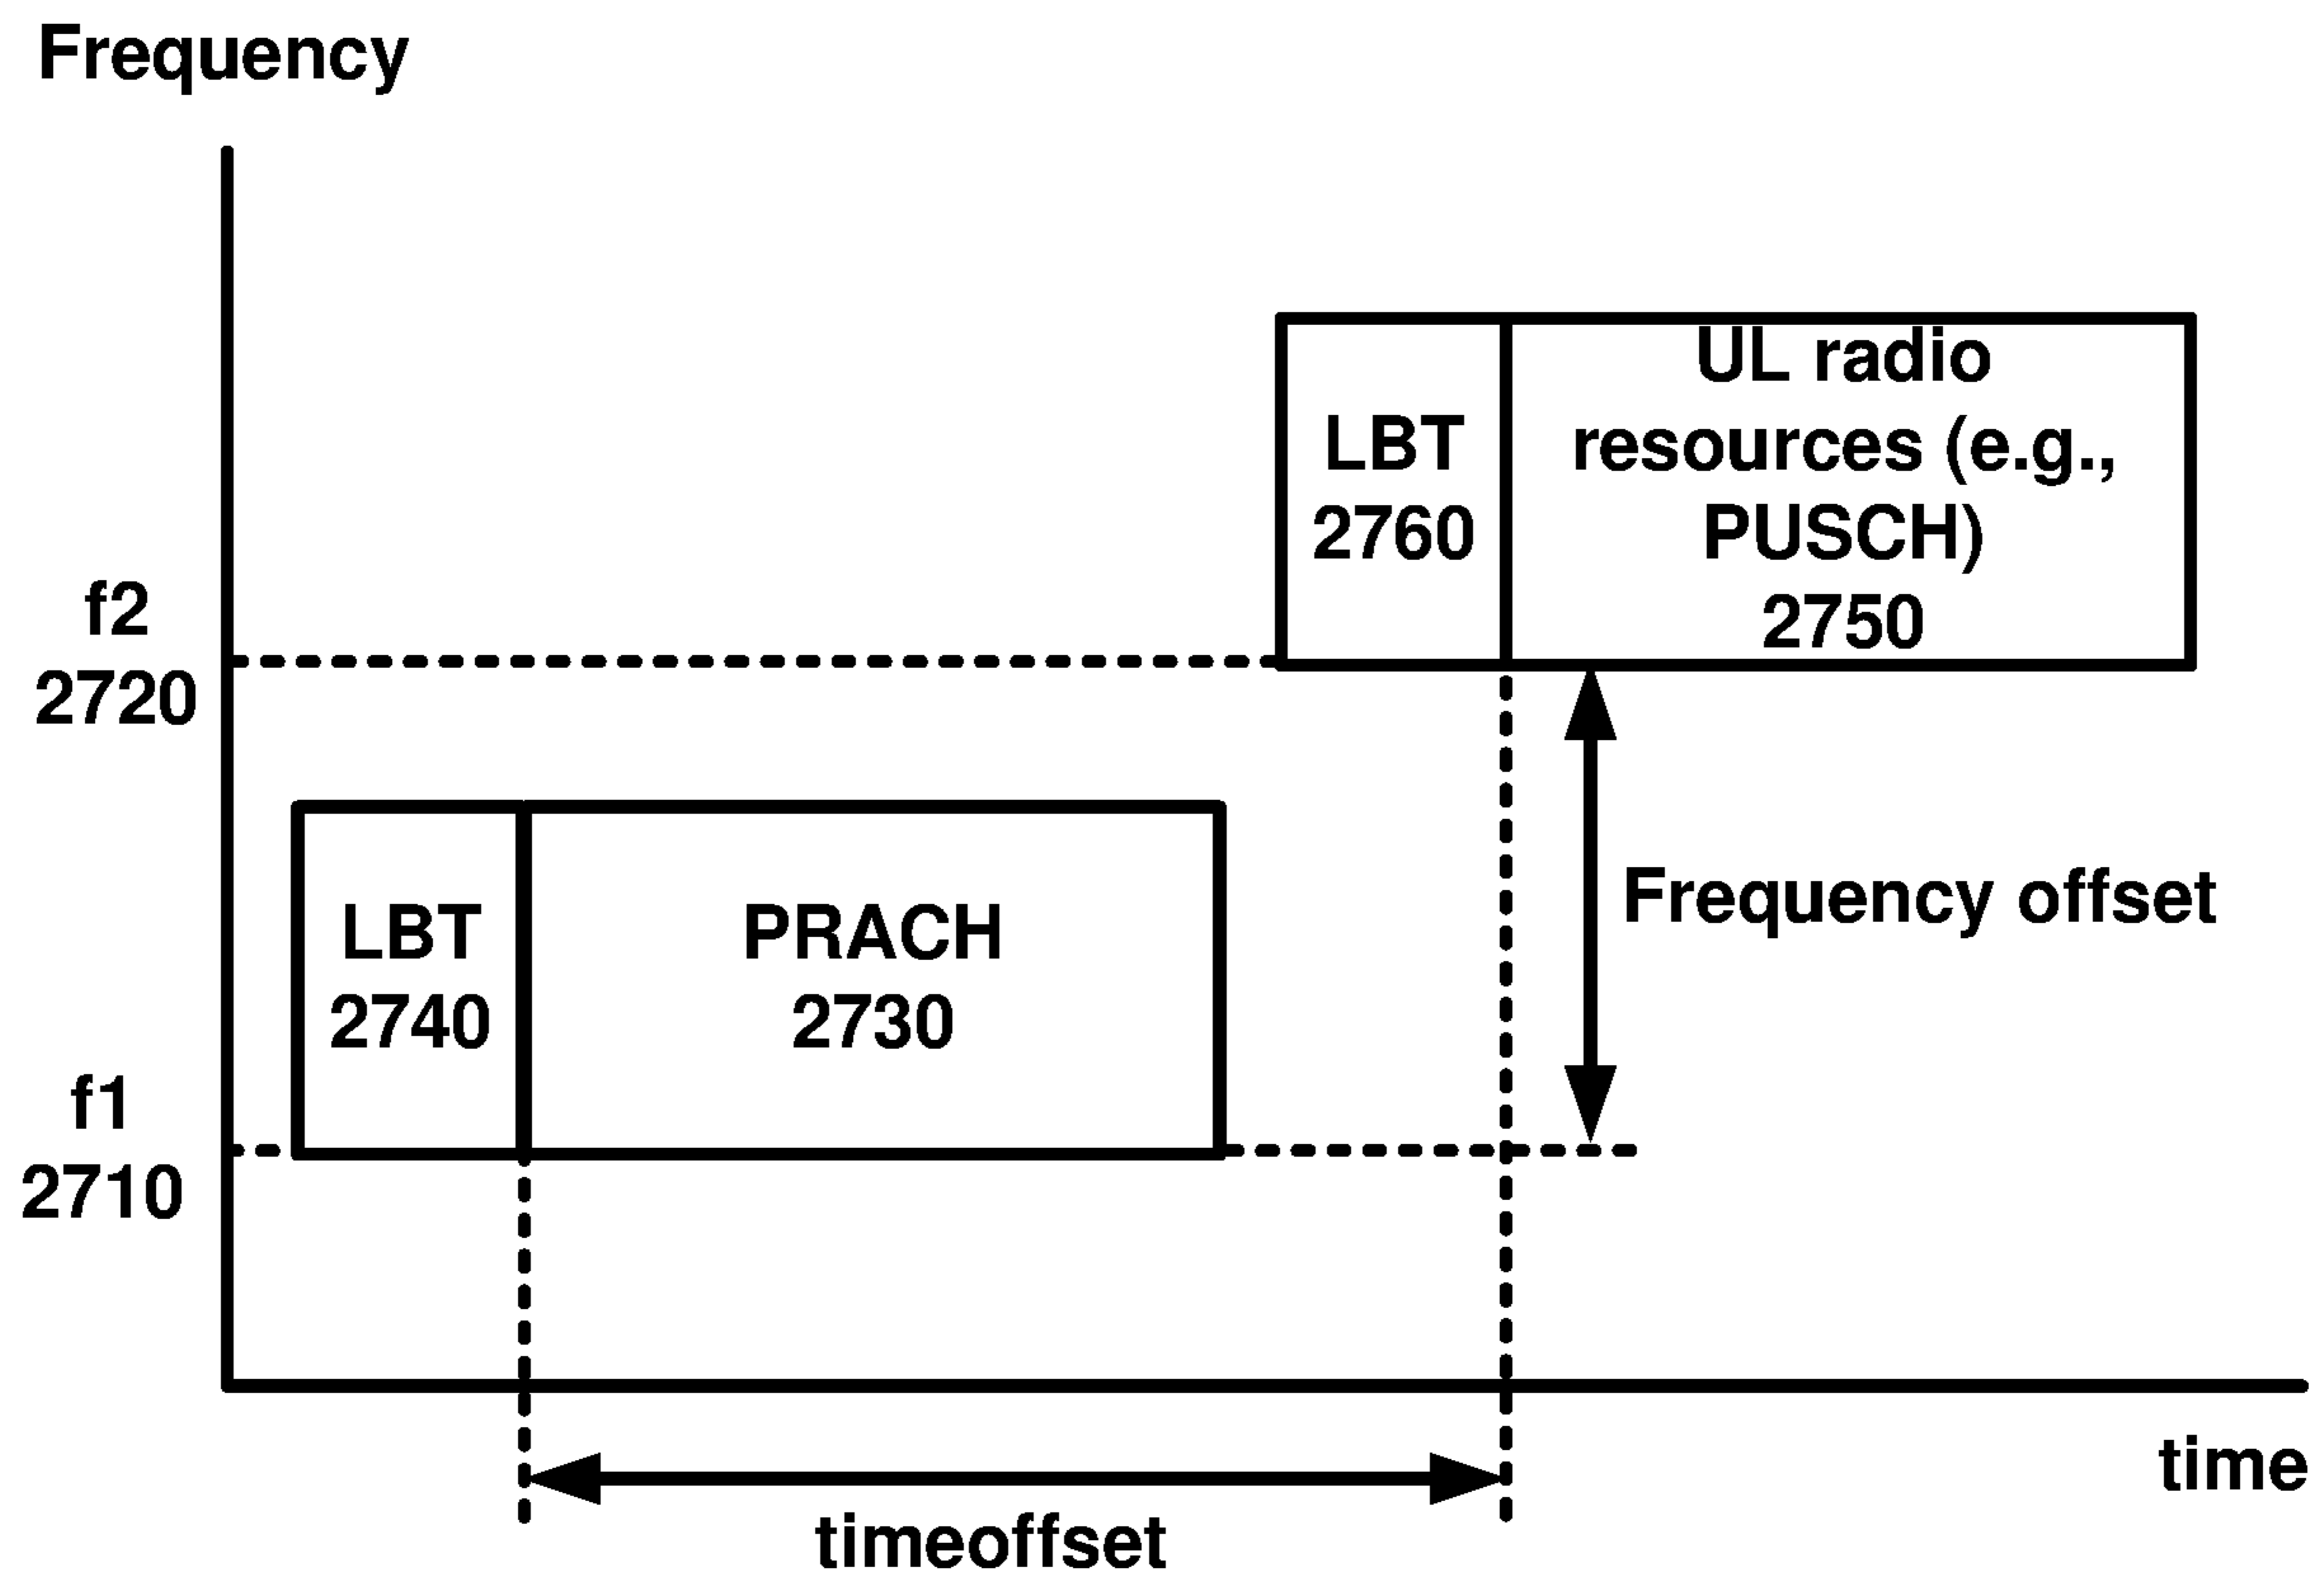 Frequency
UL radio
resources (e.g.,
PUSCH)
2750
LBT
2760
f2
2720
Frequency offset
LBT
2740
PRACH
2730
f1
2710
time
timeoffset